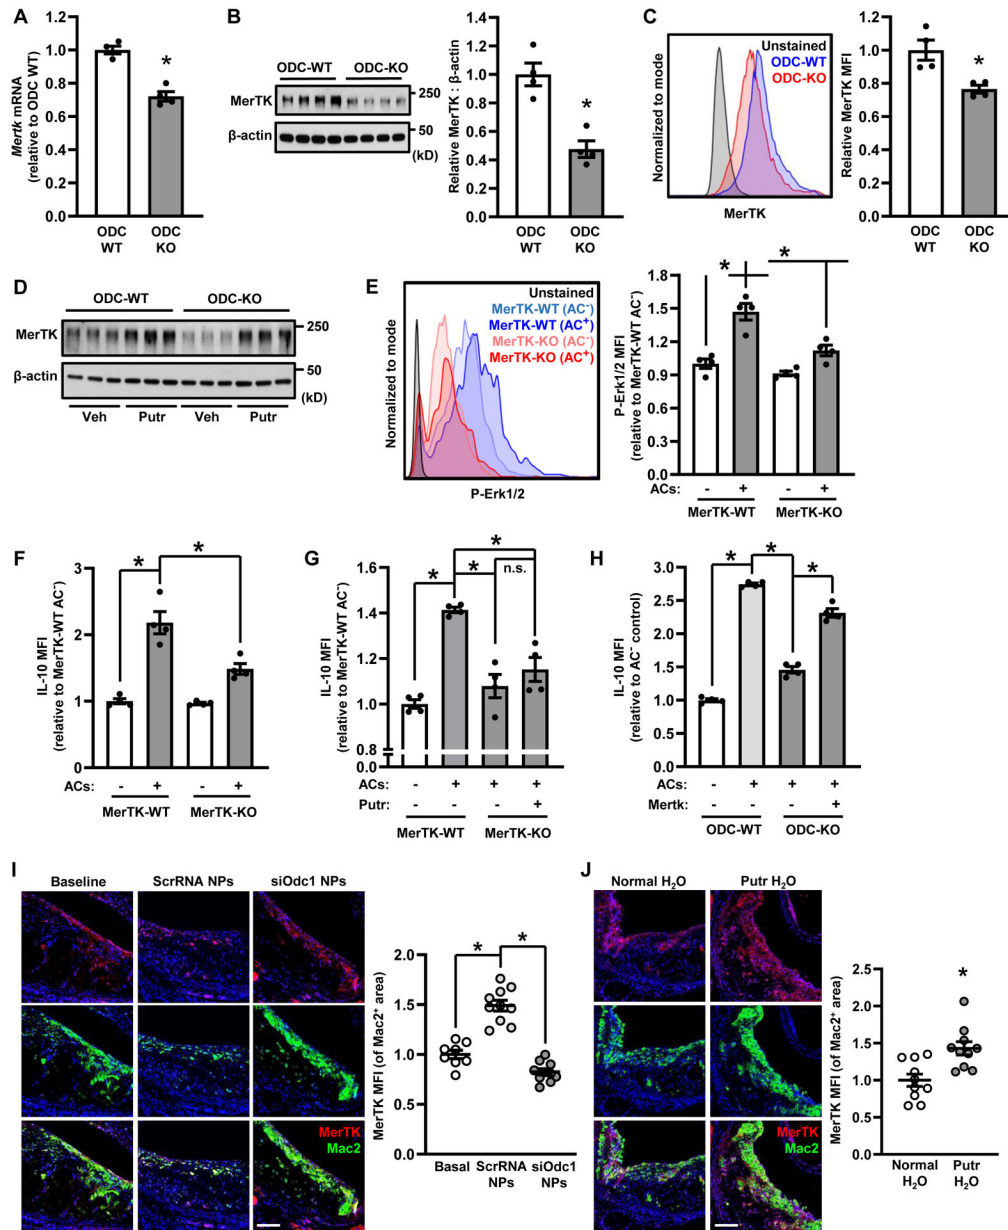 A
Mertk mRNA
(relative to ODC WT)
1.2
1.0
0.8
0.6
0.4
0.2
0.0
*
ODC
WT
ODC
KO
B
ODC-WT
ODC-KO
MerTK
250
β-actin
50
(kD)
Relative MerTK : β-actin
1.4
1.2
1.0
0.8
0.6
0.4
0.2
0.0
*
ODC
WT
ODC
KO
C
Unstained
ODC-WT
ODC-KO
Normalized to mode
MerTK
Relative MerTK MFI
1.2
1.0
0.8
0.6
0.4
0.2
0.0
*
ODC
WT
ODC
KO
D
ODC-WT
ODC-KO
MerTK
250
β-actin
50
(kD)
Veh
Putr
Veh
Putr
E
Unstained
MerTK-WT (AC⁻)
MerTK-WT (AC⁺)
MerTK-KO (AC⁻)
MerTK-KO (AC⁺)
Normalized to mode
P-Erk1/2
P-Erk1/2 MFI
(relative to MerTK-WT AC⁻)
1.8
1.5
1.2
0.9
0.6
0.3
0.0
*
*
ACs:
-
+
-
+
MerTK-WT
MerTK-KO
F
IL-10 MFI
(relative to MerTK-WT AC⁻)
3
2
1
0
*
*
ACs:
-
+
-
+
MerTK-WT
MerTK-KO
G
IL-10 MFI
(relative to MerTK-WT AC⁻)
1.6
1.4
1.2
1.0
0.8
0.0
*
*
*
n.s.
ACs:
-
+
+
+
Putr:
+
MerTK-WT
MerTK-KO
H
IL-10 MFI
(relative to AC⁻ control)
3.0
2.5
2.0
1.5
1.0
0.5
0.0
*
*
*
ACs:
-
+
+
+
Mertk:
-
-
-
+
ODC-WT
ODC-KO
I
Baseline
ScrRNA NPs
siOdc1 NPs
MerTK
Mac2
MerTK MFI (of Mac2⁺ area)
2.0
1.5
1.0
0.5
0.0
*
*
Basal
ScrRNA
NPs
siOdc1
NPs
J
Normal H₂O
Putr H₂O
MerTK
Mac2
MerTK MFI (of Mac2⁺ area)
2.5
2.0
1.5
1.0
0.5
0.0
*
Normal
H₂O
Putr
H₂O